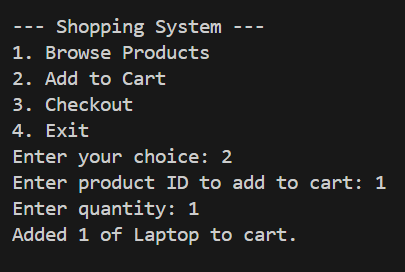 --- Shopping System ---
1. Browse Products
2. Add to Cart
3. Checkout
4. Exit
Enter your choice: 2
Enter product ID to add to cart: 1
Enter quantity: 1
Added 1 of Laptop to cart.